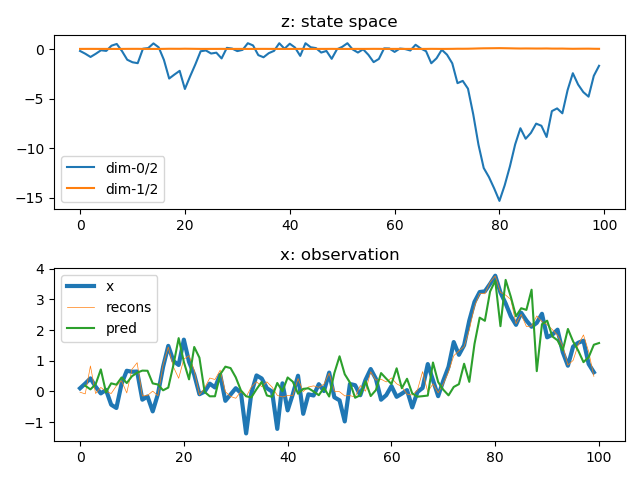 z: state space
0
−5
−10
−15
dim-0/2
dim-1/2
0 20 40 60 80 100
x: observation
4
3
2
1
0
−1
x
recons
pred
0 20 40 60 80 100